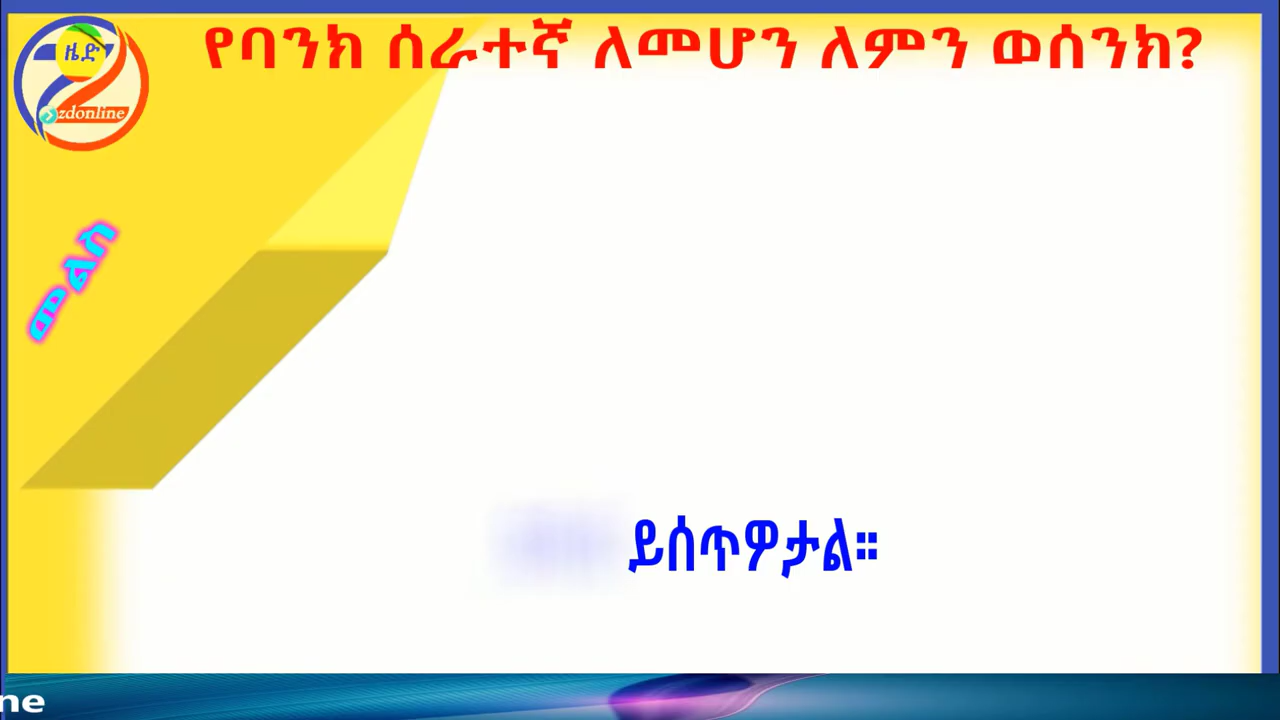 የባንክ ሰራተኛ ለመሆን ለምን ወሰንክ?
ዜድ
zdonline
መልስ
ይሰጥዎታል።
ne